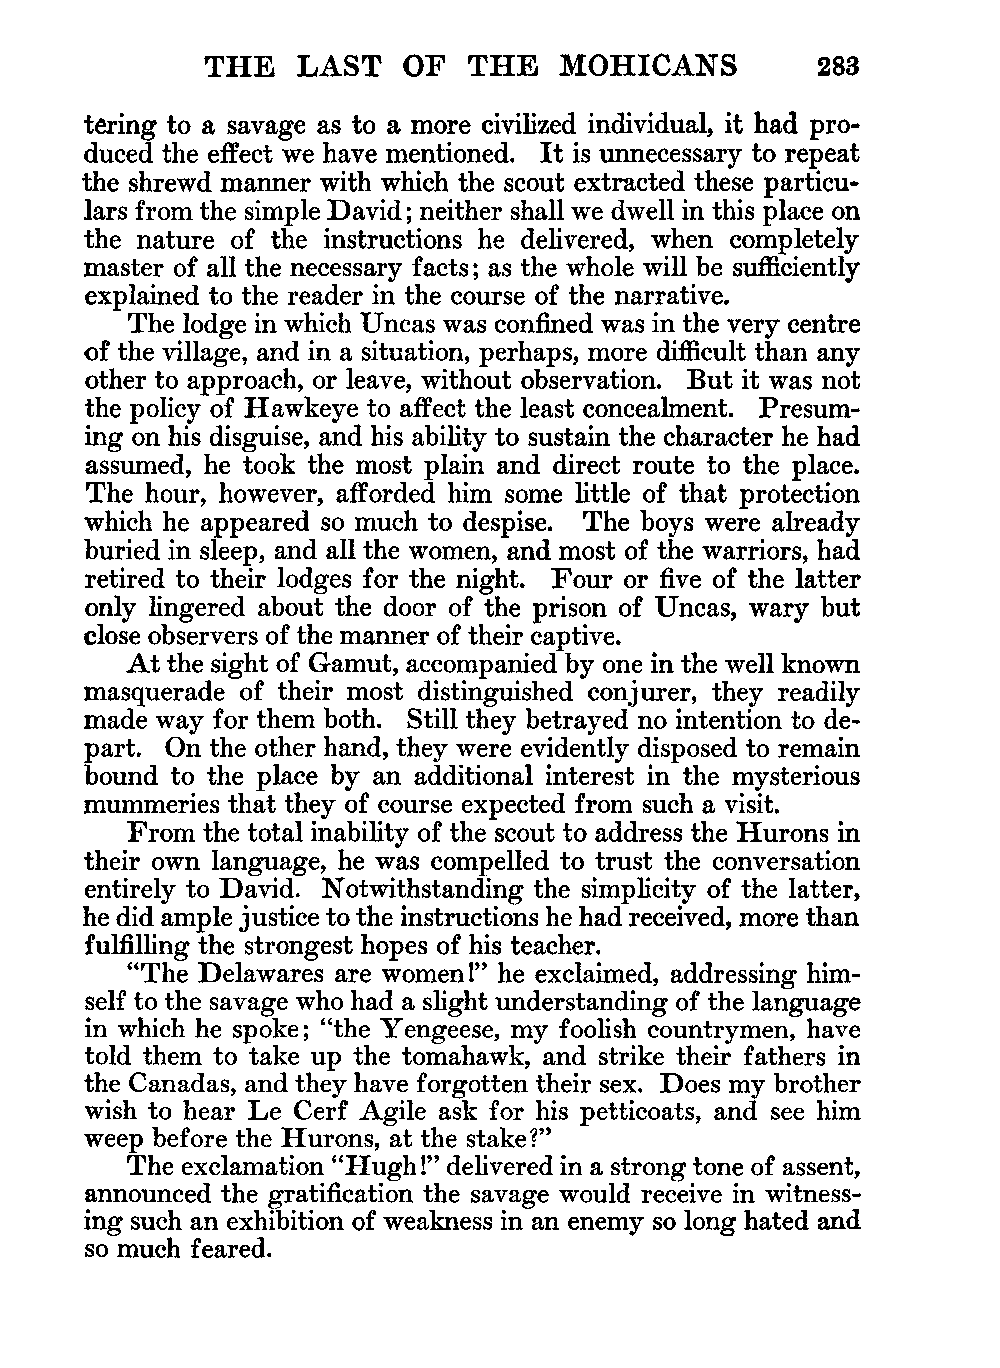 THE LAST OF THE MOHICANS 283
tering to a savage as to a more civilized individual, it had pro-
duced the effect we have mentioned. It is unnecessary to repeat
the shrewd manner with which the scout extracted these particu-
lars from the simple David; neither shall we dwell in this place on
the nature of the instructions he delivered, when completely
master of all the necessary facts; as the whole will be sufficiently
explained to the reader in the course of the narrative.
The lodge in which Uncas was confined was in the very centre
of the village, and in a situation, perhaps, more difficult than any
other to approach, or leave, without observation. But it was not
the policy of Hawkeye to affect the least concealment. Presum-
ing on his disguise, and his ability to sustain the character he had
assumed, he took the most plain and direct route to the place.
The hour, however, afforded him some little of that protection
which he appeared so much to despise. The boys were already
buried in sleep, and all the women, and most of the warriors, had
retired to their lodges for the night. Four or five of the latter
only lingered about the door of the prison of Uncas, wary but
close observers of the manner of their captive.
At the sight of Gamut, accompanied by one in the well known
masquerade of their most distinguished conjurer, they readily
made way for them both. Still they betrayed no intention to de-
part. On the other hand, they were evidently disposed to remain
bound to the place by an additional interest in the mysterious
mummeries that they of course expected from such a visit.
From the total inability of the scout to address the Hurons in
their own language, he was compelled to trust the conversation
entirely to David. Notwithstanding the simplicity of the latter,
he did ample justice to the instructions he had received, more than
fulfilling the strongest hopes of his teacher.
“The Delawares are women!” he exclaimed, addressing him-
self to the savage who had a slight understanding of the language
in which he spoke; “the Yengeese, my foolish countrymen, have
told them to take up the tomahawk, and strike their fathers in
the Canadas, and they have forgotten their sex. Does my brother
wish to hear Le Cerf Agile ask for his petticoats, and see him
weep before the Hurons, at the stake?”
The exclamation “Hugh!” delivered in a strong tone of assent,
announced the gratification the savage would receive in witness-
ing such an exhibition of weakness in an enemy so long hated and
so much feared.